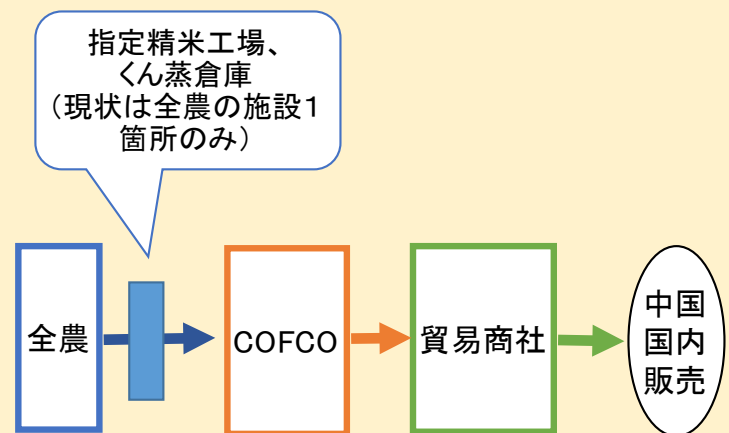 指定精米工場、
くん蒸倉庫
（現状は全農の施設１
箇所のみ）
全農
COFCO
貿易商社
中国
国内
販売